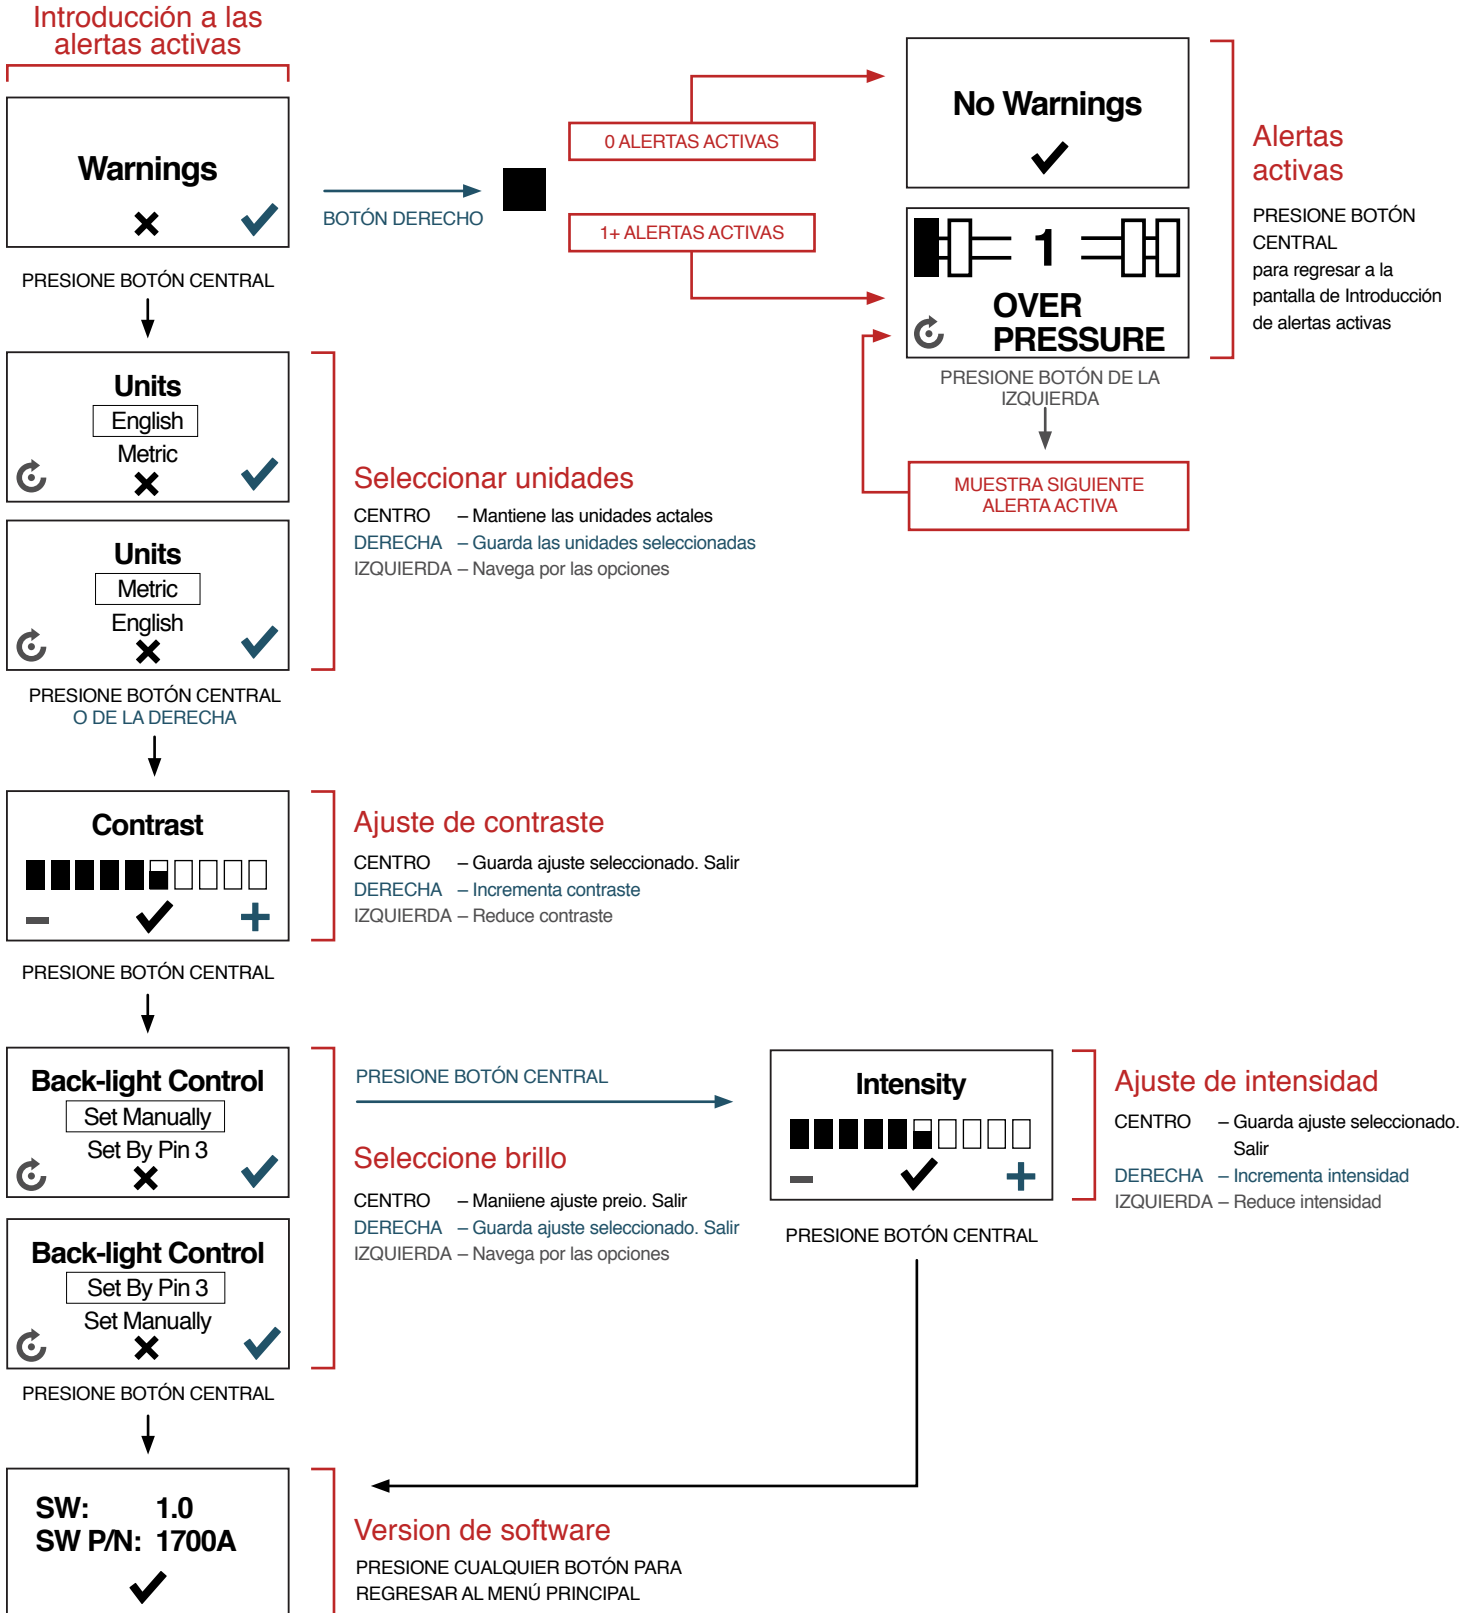 Introducción a las
alertas activas
Warnings
BOTÓN DERECHO
0 ALERTAS ACTIVAS
1+ ALERTAS ACTIVAS
No Warnings
1
OVER
PRESSURE
Alertas
activas
PRESIONE BOTÓN
CENTRAL
para regresar a la
pantalla de Introducción
de alertas activas
PRESIONE BOTÓN DE LA
IZQUIERDA
MUESTRA SIGUIENTE
ALERTA ACTIVA
PRESIONE BOTÓN CENTRAL
Units
English
Metric
Units
Metric
English
Seleccionar unidades
CENTRO – Mantiene las unidades actales
DERECHA – Guarda las unidades seleccionadas
IZQUIERDA – Navega por las opciones
PRESIONE BOTÓN CENTRAL
O DE LA DERECHA
Contrast
Ajuste de contraste
CENTRO – Guarda ajuste seleccionado. Salir
DERECHA – Incrementa contraste
IZQUIERDA – Reduce contraste
PRESIONE BOTÓN CENTRAL
Back-light Control
Set Manually
Set By Pin 3
Back-light Control
Set By Pin 3
Set Manually
PRESIONE BOTÓN CENTRAL
Seleccione brillo
CENTRO – Maniiene ajuste preio. Salir
DERECHA – Guarda ajuste seleccionado. Salir
IZQUIERDA – Navega por las opciones
Intensity
PRESIONE BOTÓN CENTRAL
Ajuste de intensidad
CENTRO – Guarda ajuste seleccionado.
Salir
DERECHA – Incrementa intensidad
IZQUIERDA – Reduce intensidad
PRESIONE BOTÓN CENTRAL
SW: 1.0
SW P/N: 1700A
Version de software
PRESIONE CUALQUIER BOTÓN PARA
REGRESAR AL MENÚ PRINCIPAL